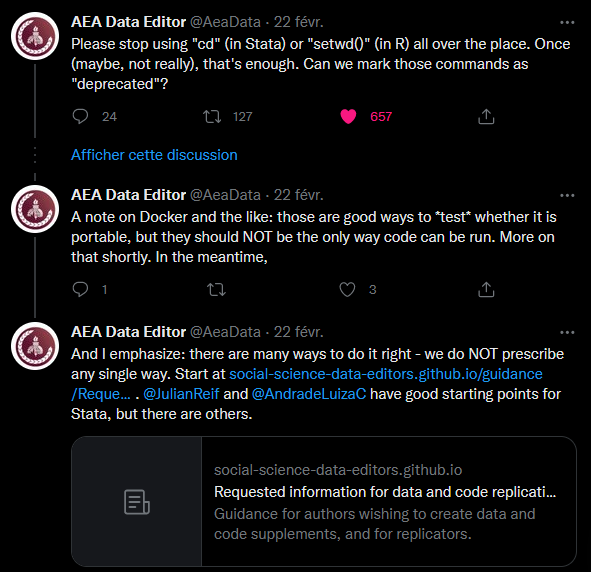 AEA Data Editor @AeaData · 22 févr.
Please stop using "cd" (in Stata) or "setwd()" (in R) all over the place. Once
(maybe, not really), that's enough. Can we mark those commands as
"deprecated"?
24 127 657
Afficher cette discussion
AEA Data Editor @AeaData · 22 févr.
A note on Docker and the like: those are good ways to *test* whether it is
portable, but they should NOT be the only way code can be run. More on
that shortly. In the meantime,
1 3
AEA Data Editor @AeaData · 22 févr.
And I emphasize: there are many ways to do it right - we do NOT prescribe
any single way. Start at social-science-data-editors.github.io/guidance
/Reque... . @JulianReif and @AndradeLuizaC have good starting points for
Stata, but there are others.
social-science-data-editors.github.io
Requested information for data and code replicati...
Guidance for authors wishing to create data and
code supplements, and for replicators.